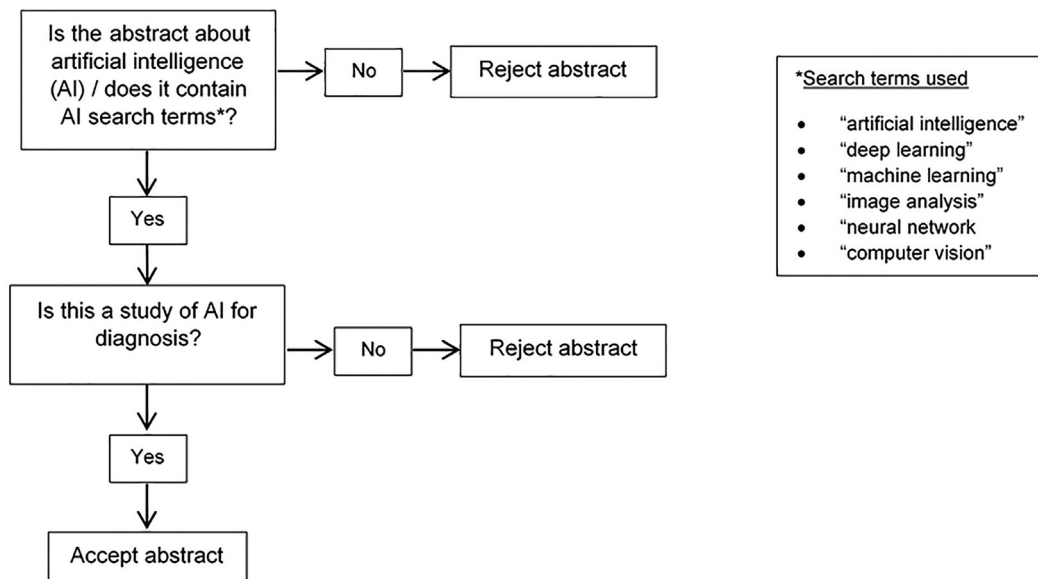 Is the abstract about
artificial intelligence
(AI) / does it contain
AI search terms*?
No
Reject abstract
Yes
Is this a study of AI for
diagnosis?
No
Reject abstract
Yes
Accept abstract
*Search terms used
• “artificial intelligence”
• “deep learning”
• “machine learning”
• “image analysis”
• “neural network
• “computer vision”